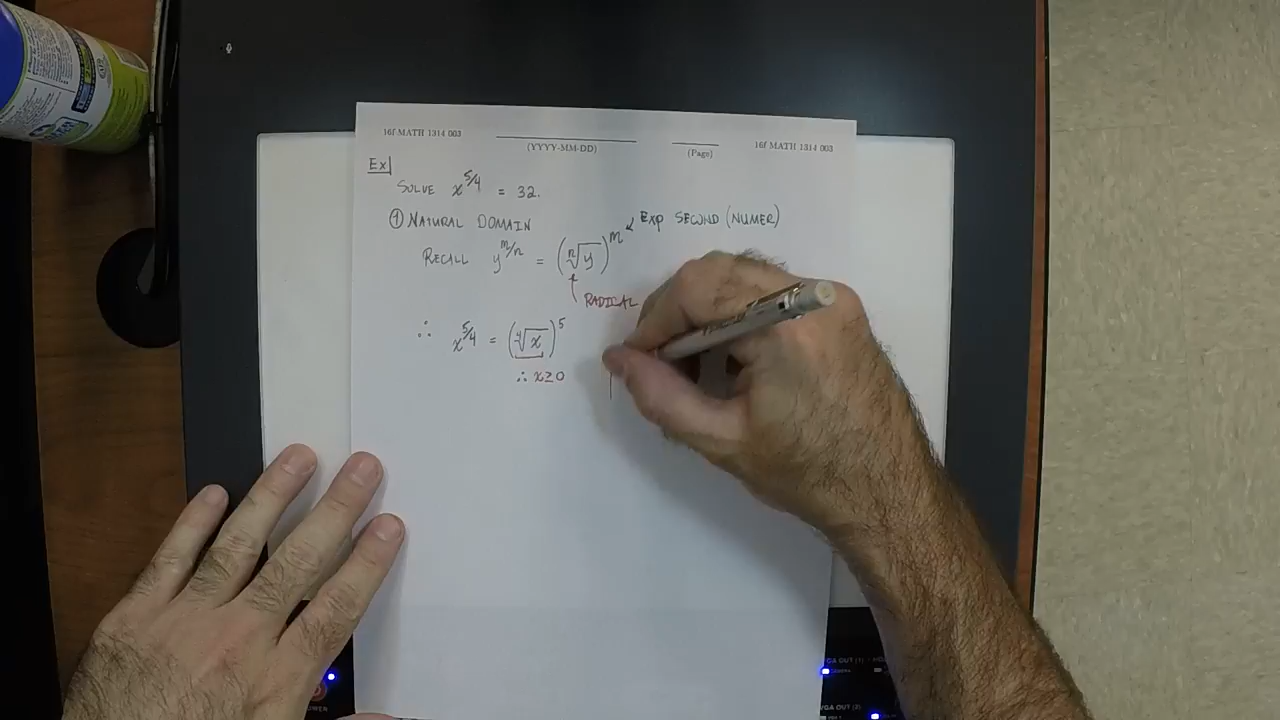 16f MATH 1314 003 (YYYY-MM-DD) (Page) 16f MATH 1314 003
Ex
SOLVE x^{5/4} = 32.
① NATURAL DOMAIN
RECALL y^{m/n} = (ⁿ√y)^m ↙ EXP SECOND (NUMER)
↑ RADICAL
∴ x^{5/4} = (⁴√x)^5
∴ x ≥ 0